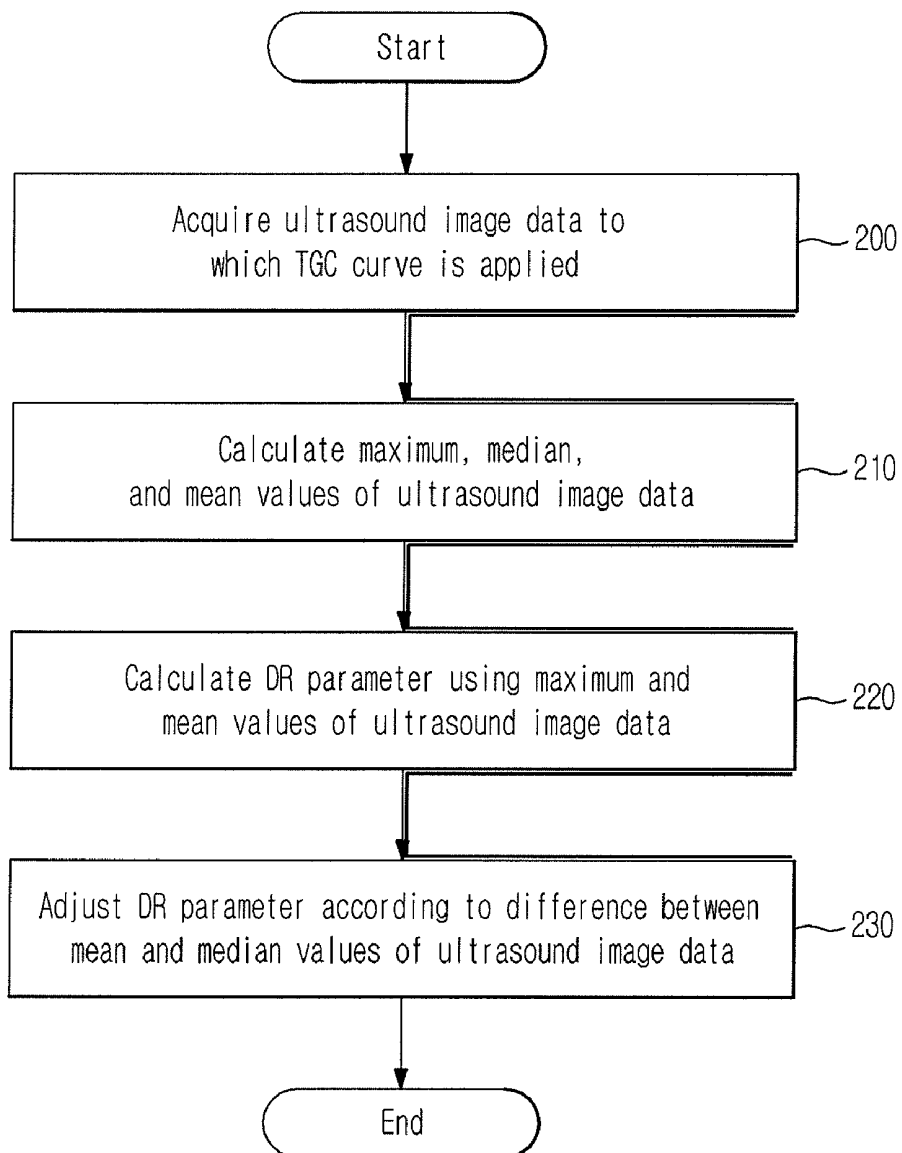 Start
Acquire ultrasound image data to
which TGC curve is applied
200
Calculate maximum, median,
and mean values of ultrasound image data
210
Calculate DR parameter using maximum and
mean values of ultrasound image data
220
Adjust DR parameter according to difference between
mean and median values of ultrasound image data
230
End